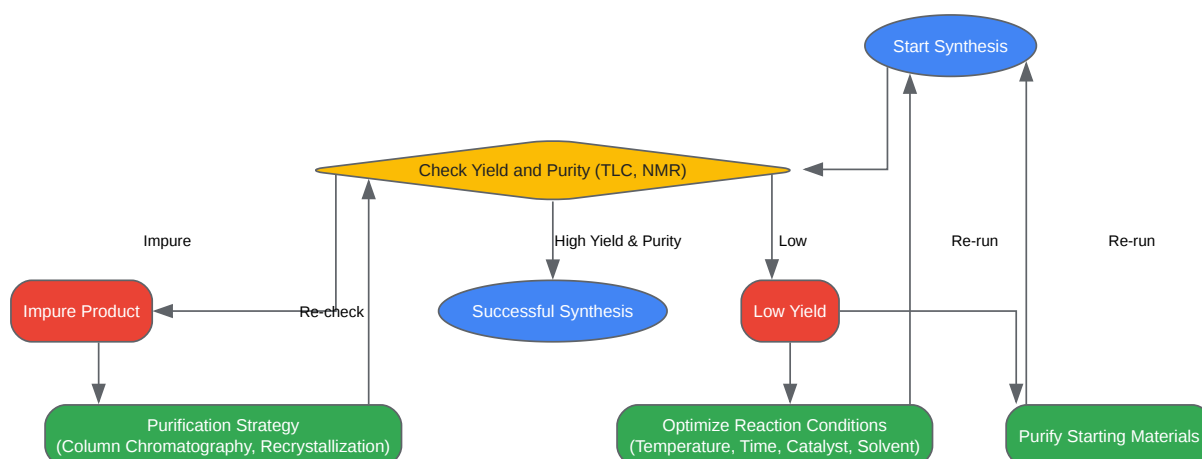 Start Synthesis
Check Yield and Purity (TLC, NMR)
Impure
High Yield & Purity
Low
Re-run
Re-run
Impure Product
Re-check
Successful Synthesis
Low Yield
Purification Strategy
(Column Chromatography, Recrystallization)
Optimize Reaction Conditions
(Temperature, Time, Catalyst, Solvent)
Purify Starting Materials